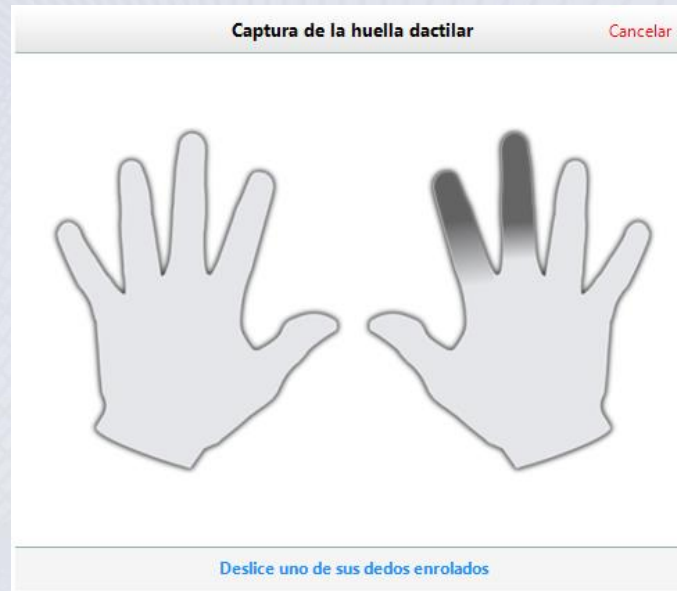 Captura de la huella dactilar
Cancelar
Deslice uno de sus dedos enrolados